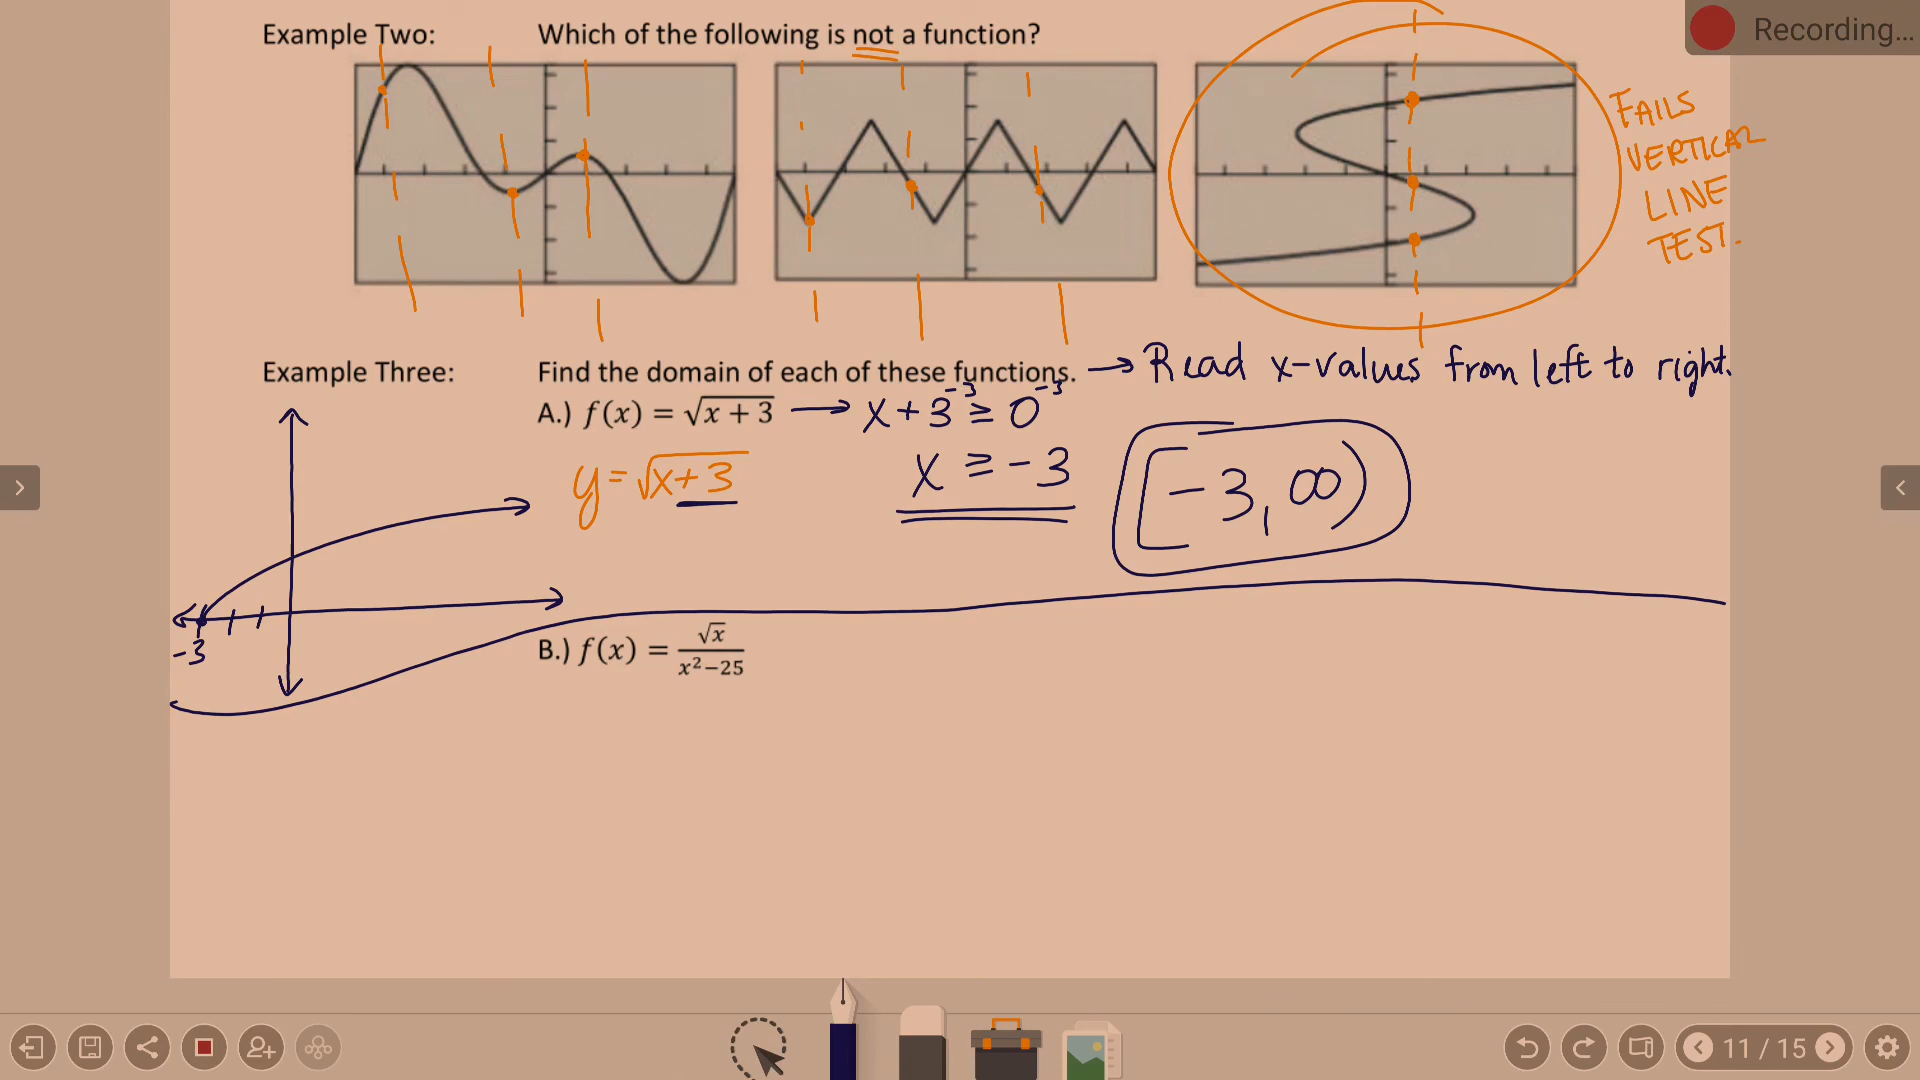 Recording...
Example Two: Which of the following is not a function?
FAILS
VERTICAL
LINE
TEST.
Example Three: Find the domain of each of these functions. → Read x-values from left to right.
A.) f(x) = √(x + 3) → x + 3 ⁻³ ≥ 0 ⁻³
y = √(x+3) x ≥ -3 [-3, ∞)
-3
B.) f(x) = √x / (x²−25)
11 / 15